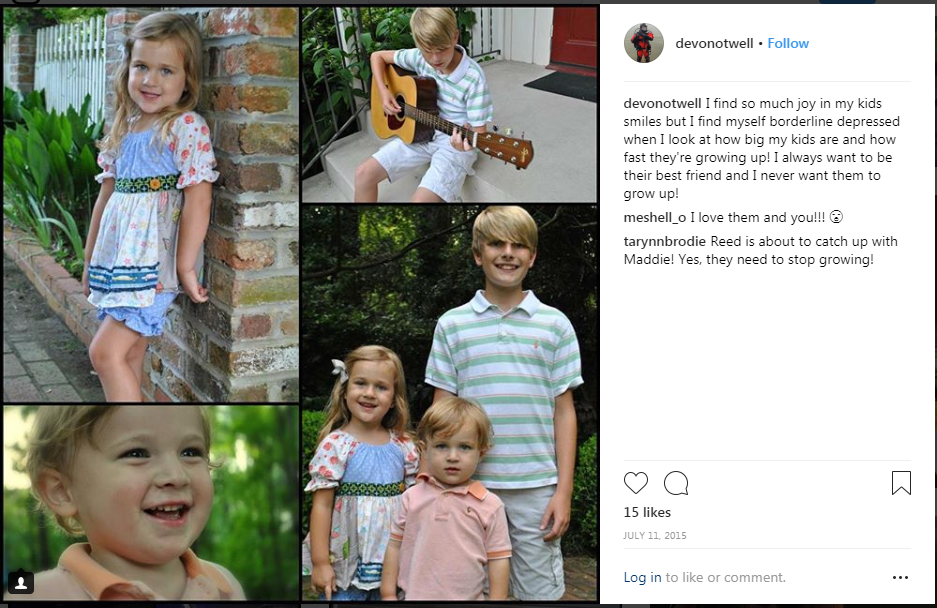 devonotwell • Follow
devonotwell I find so much joy in my kids
smiles but I find myself borderline depressed
when I look at how big my kids are and how
fast they're growing up! I always want to be
their best friend and I never want them to
grow up!
meshell_o I love them and you!!! 😮
tarynnbrodie Reed is about to catch up with
Maddie! Yes, they need to stop growing!
15 likes
JULY 11, 2015
Log in to like or comment.